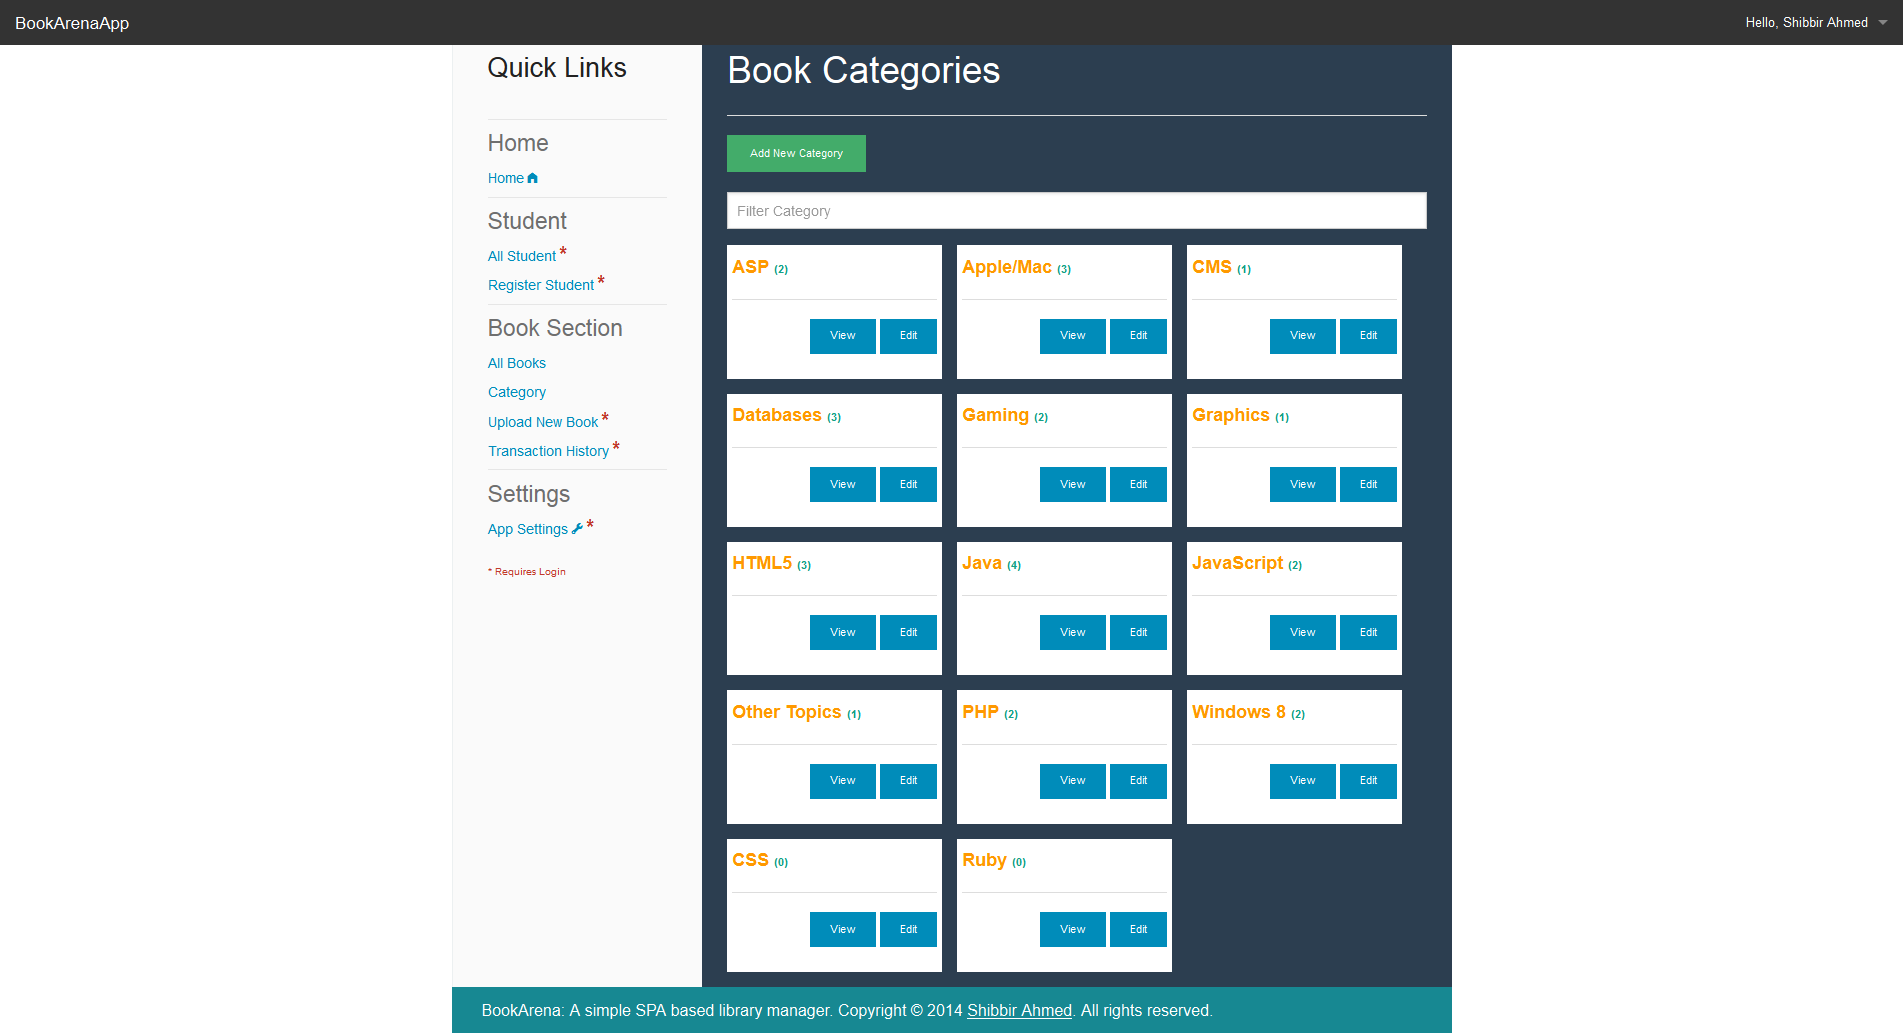 BookArenaApp
Hello, Shibbir Ahmed
Quick Links
Home
Home
Student
All Student *
Register Student *
Book Section
All Books
Category
Upload New Book *
Transaction History *
Settings
App Settings *
* Requires Login
Book Categories
Add New Category
Filter Category
ASP (2)
View Edit
Apple/Mac (3)
View Edit
CMS (1)
View Edit
Databases (3)
View Edit
Gaming (2)
View Edit
Graphics (1)
View Edit
HTML5 (3)
View Edit
Java (4)
View Edit
JavaScript (2)
View Edit
Other Topics (1)
View Edit
PHP (2)
View Edit
Windows 8 (2)
View Edit
CSS (0)
View Edit
Ruby (0)
View Edit
BookArena: A simple SPA based library manager. Copyright © 2014 Shibbir Ahmed. All rights reserved.